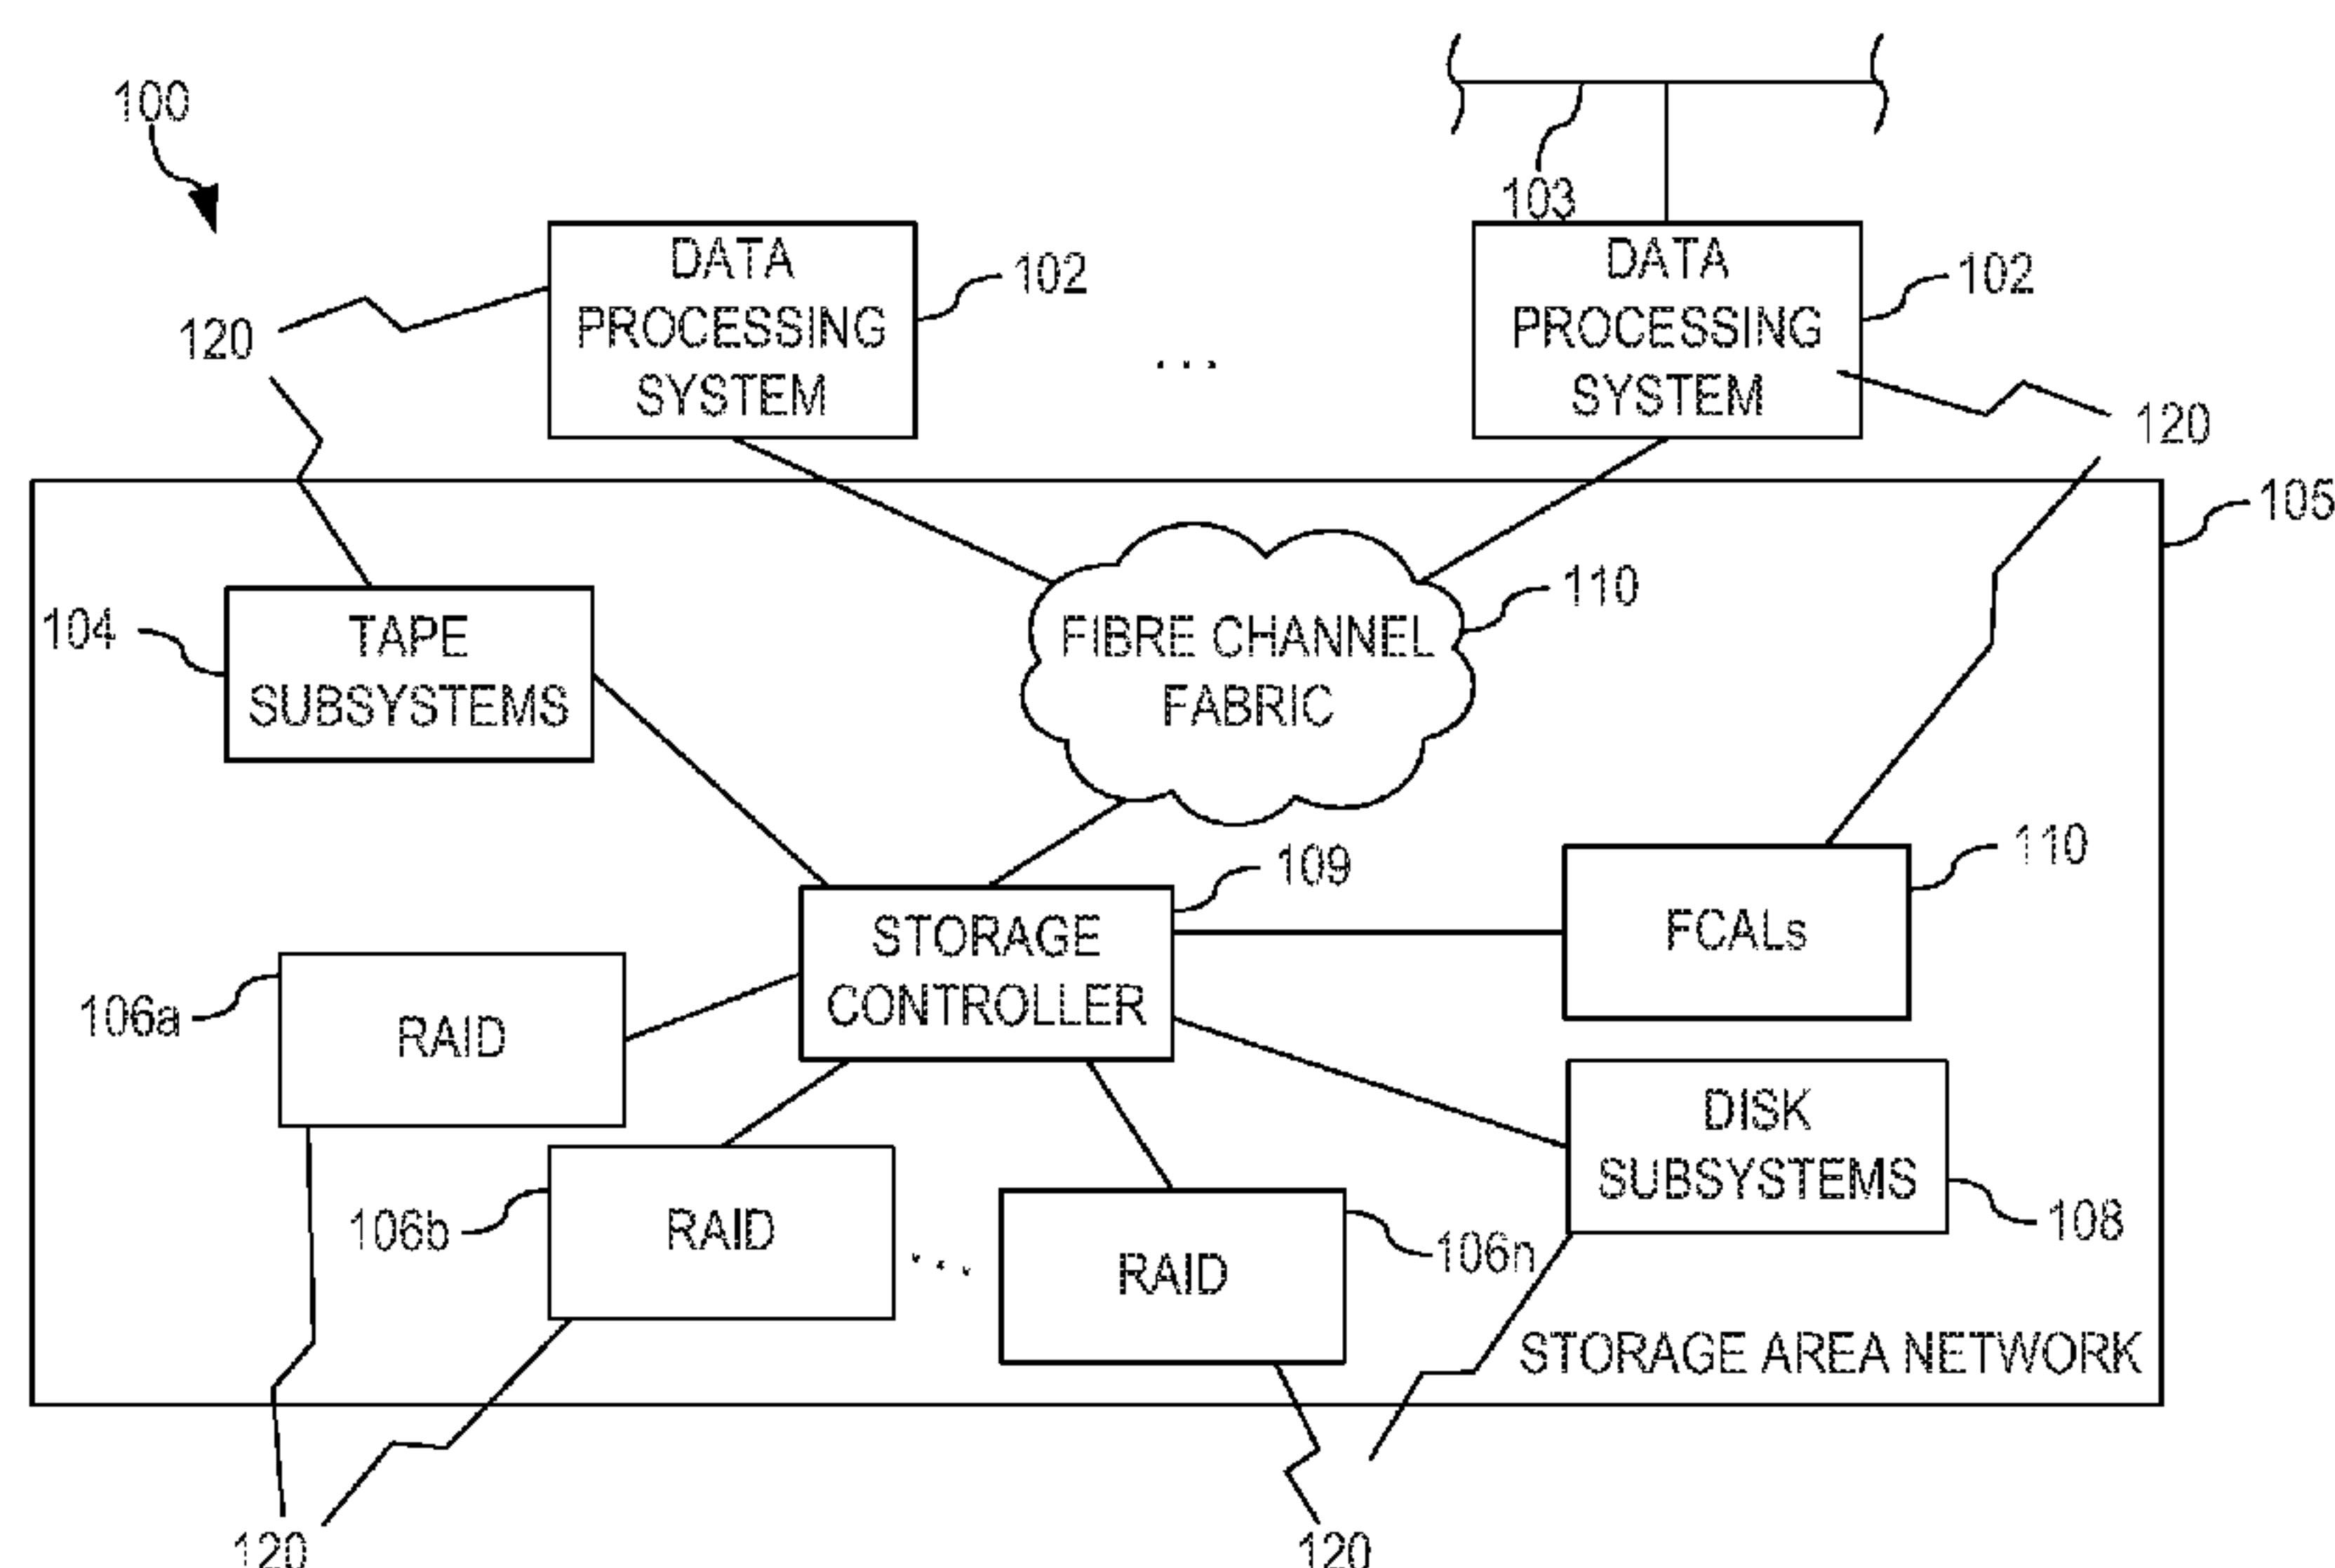 100
103
DATA
PROCESSING
SYSTEM
102
...
DATA
PROCESSING
SYSTEM
102
120
120
105
104
TAPE
SUBSYSTEMS
FIBRE CHANNEL
FABRIC
110
109
STORAGE
CONTROLLER
FCALs
110
106a
RAID
DISK
SUBSYSTEMS
108
106b
RAID
...
RAID
106n
STORAGE AREA NETWORK
120
120